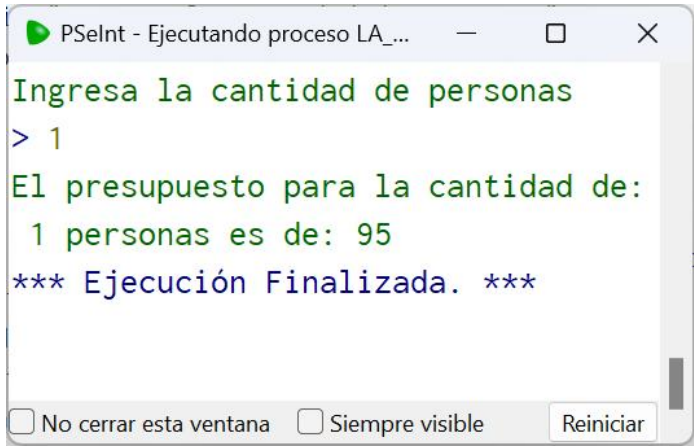 PSeInt - Ejecutando proceso LA_...
Ingresa la cantidad de personas
> 1
El presupuesto para la cantidad de:
1 personas es de: 95
*** Ejecución Finalizada. ***
No cerrar esta ventana Siempre visible Reiniciar